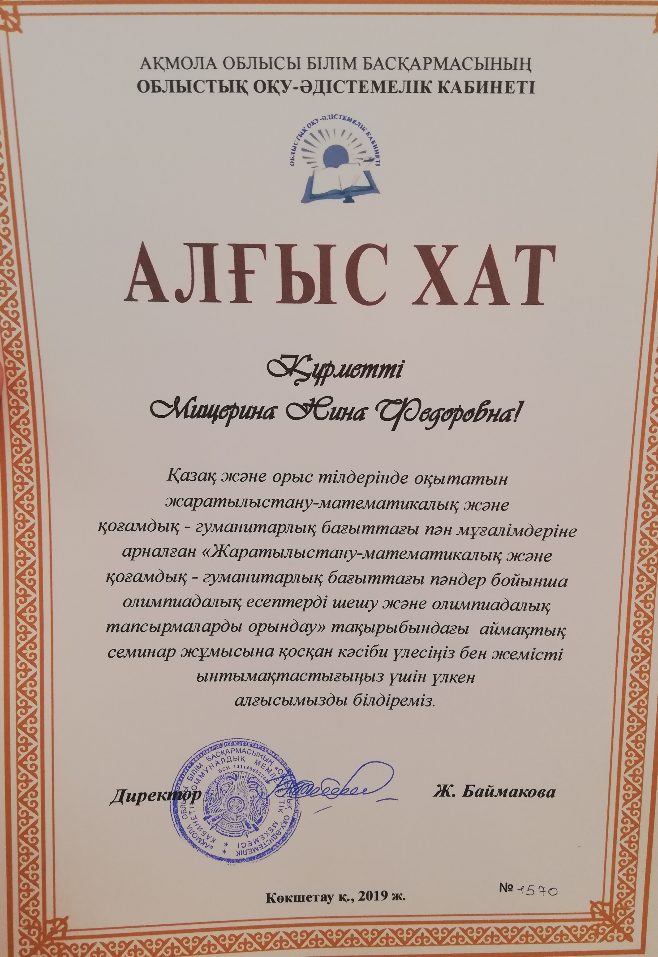 АҚМОЛА ОБЛЫСЫ БІЛІМ БАСҚАРМАСЫНЫҢ
ОБЛЫСТЫҚ ОҚУ-ӘДІСТЕМЕЛІК КАБИНЕТІ
ОБЛЫСТЫҚ ОҚУ-ӘДІСТЕМЕЛІК КАБИНЕТІ
АЛҒЫС ХАТ
Құрметті
Мищерина Нина Федоровна!
Қазақ және орыс тілдерінде оқытатын
жаратылыстану-математикалық және
қоғамдық - гуманитарлық бағыттағы пән мұғалімдеріне
арналған «Жаратылыстану-математикалық және
қоғамдық - гуманитарлық бағыттағы пәндер бойынша
олимпиадалық есептерді шешу және олимпиадалық
тапсырмаларды орындау» тақырыбындағы аймақтық
семинар жұмысына қосқан кәсіби үлесіңіз бен жемісті
ынтымақтастығыңыз үшін үлкен
алғысымызды білдіреміз.
Директор
Ж. Баймакова
№ 1570
Көкшетау қ., 2019 ж.